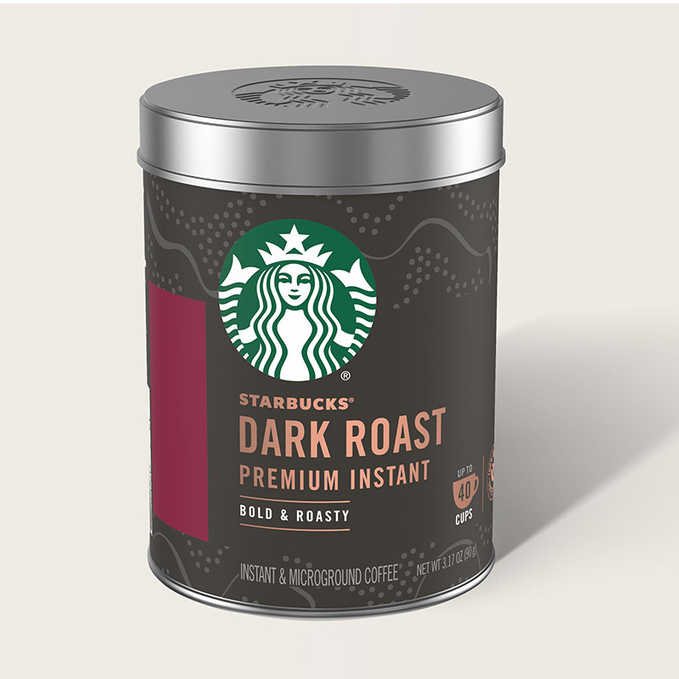 STARBUCKS®
DARK ROAST
PREMIUM INSTANT
BOLD & ROASTY
UP TO
40
CUPS
INSTANT & MICROGROUND COFFEE
NET WT 3.17 OZ (90g)
®